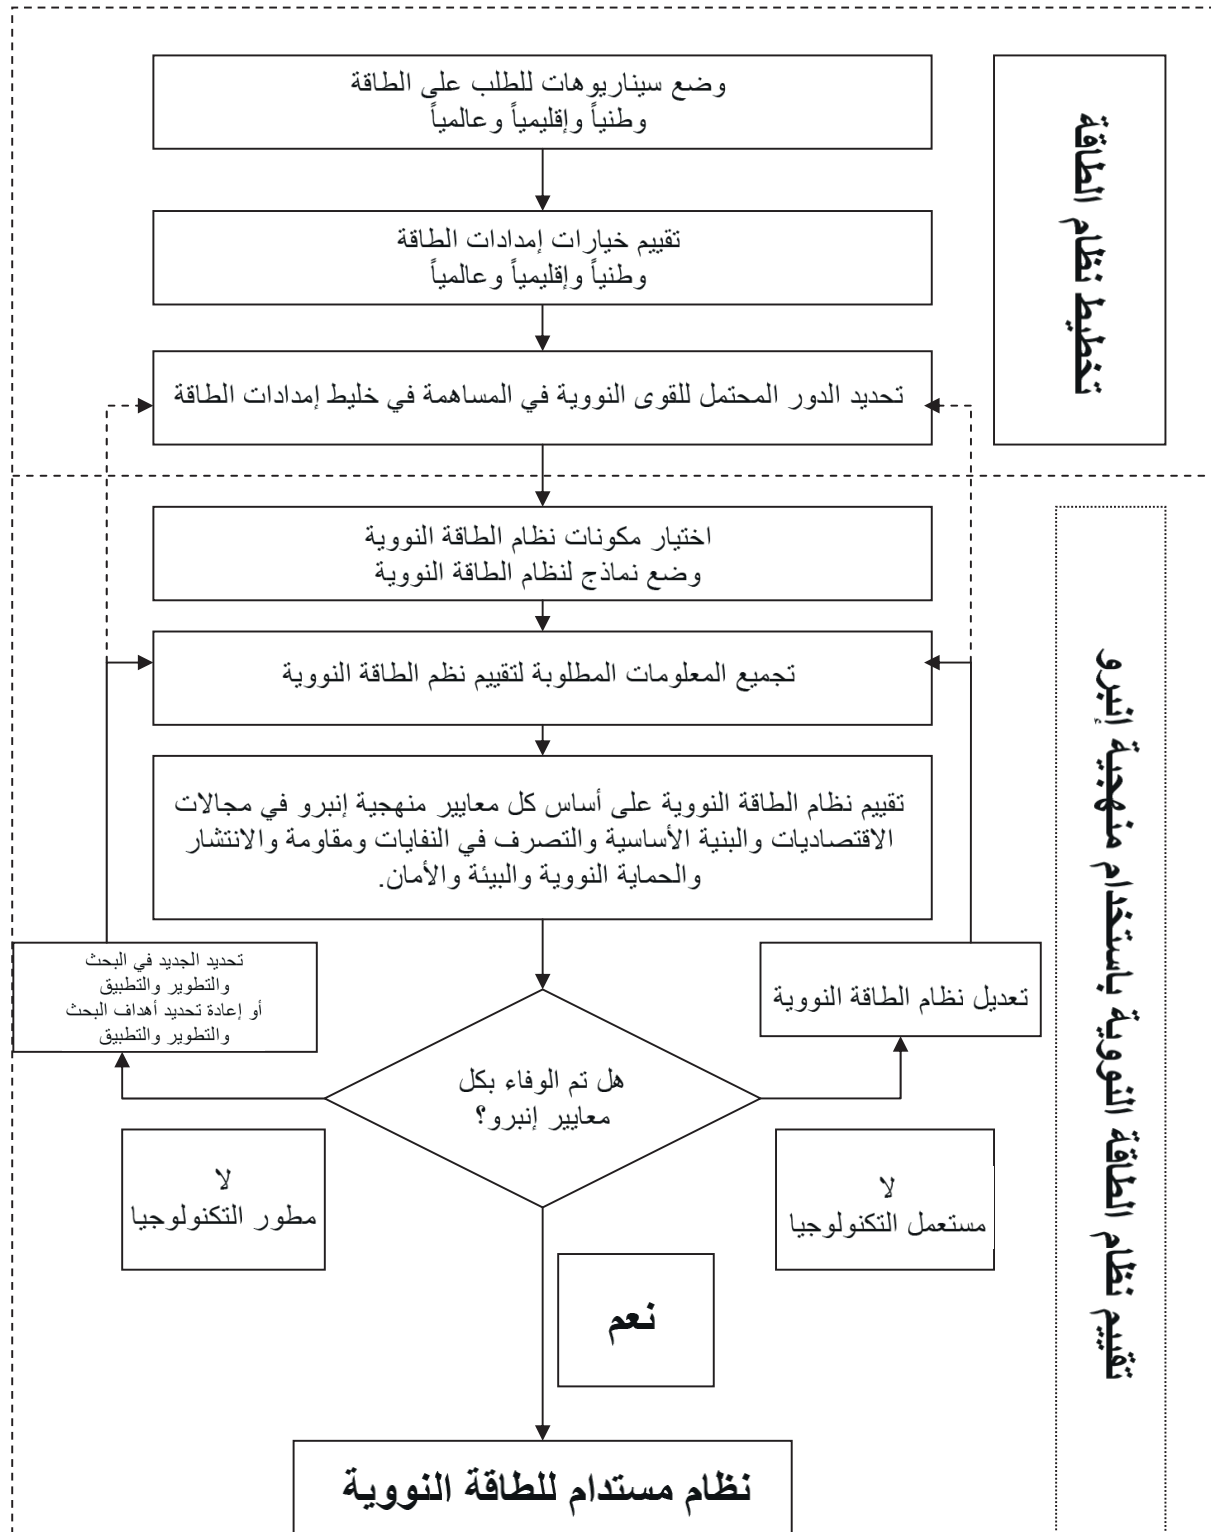 وضع سيناريوهات للطلب على الطاقة
وطنياً وإقليمياً وعالمياً
تخطيط نظام الطاقة
تقييم خيارات إمدادات الطاقة
وطنياً وإقليمياً وعالمياً
تحديد الدور المحتمل للقوى النووية في المساهمة في خليط إمدادات الطاقة
اختيار مكونات نظام الطاقة النووية
وضع نماذج لنظام الطاقة النووية
تقييم نظام الطاقة النووية باستخدام منهجية إنبرو
تجميع المعلومات المطلوبة لتقييم نظم الطاقة النووية
تقييم نظام الطاقة النووية على أساس كل معايير منهجية إنبرو في مجالات
الاقتصاديات والبنية الأساسية والتصرف في النفايات ومقاومة والانتشار
والحماية النووية والبيئة والأمان.
تعديل نظام الطاقة النووية
تحديد الجديد في البحث
والتطوير والتطبيق
أو إعادة تحديد أهداف البحث
والتطوير والتطبيق
هل تم الوفاء بكل
معايير إنبرو؟
لا
مستعمل التكنولوجيا
لا
مطور التكنولوجيا
نعم
نظام مستدام للطاقة النووية